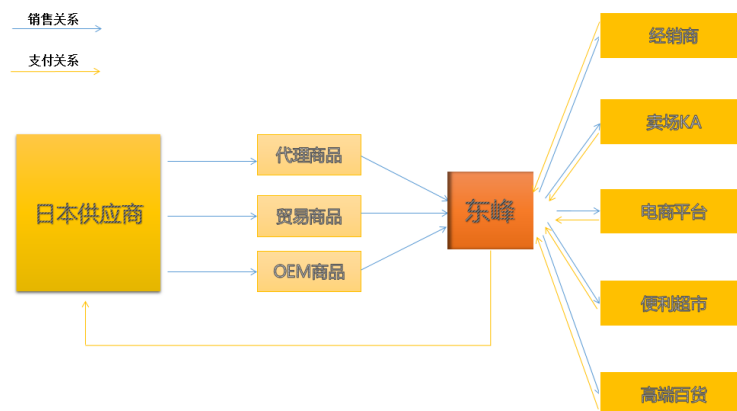 销售关系
支付关系
日本供应商
代理商品
贸易商品
OEM商品
东峰
经销商
卖场KA
电商平台
便利超市
高端百货